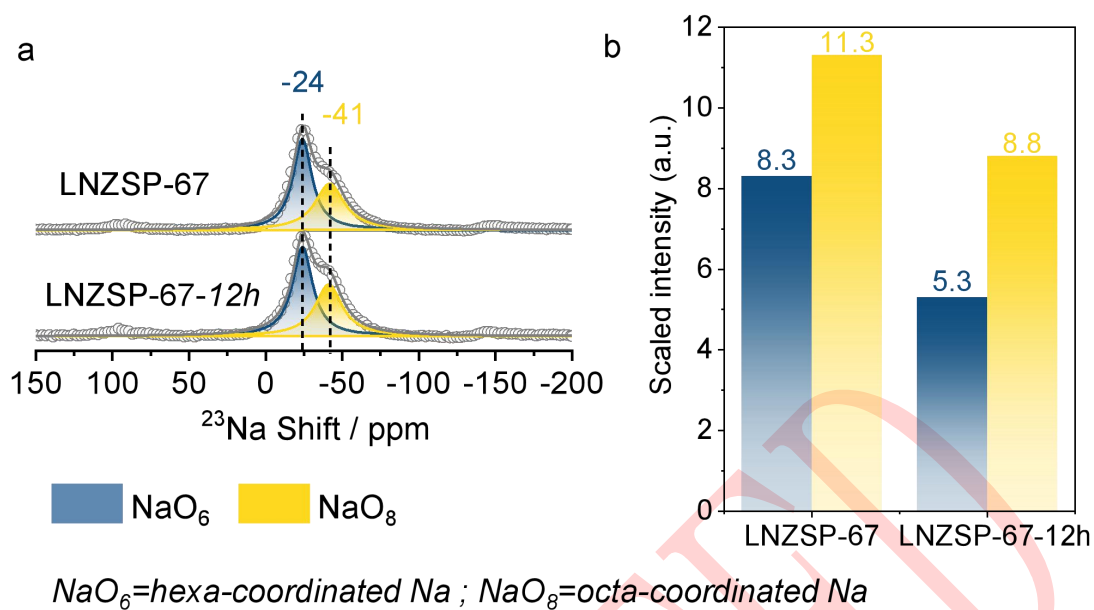 a
-24
-41
LNZSP-67
LNZSP-67-12h
150 100 50 0 -50 -100 -150 -200
²³Na Shift / ppm
NaO₆ NaO₈
b
Scaled intensity (a.u.)
12
10
8
6
4
2
0
8.3
11.3
5.3
8.8
LNZSP-67 LNZSP-67-12h
NaO₆=hexa-coordinated Na ; NaO₈=octa-coordinated Na